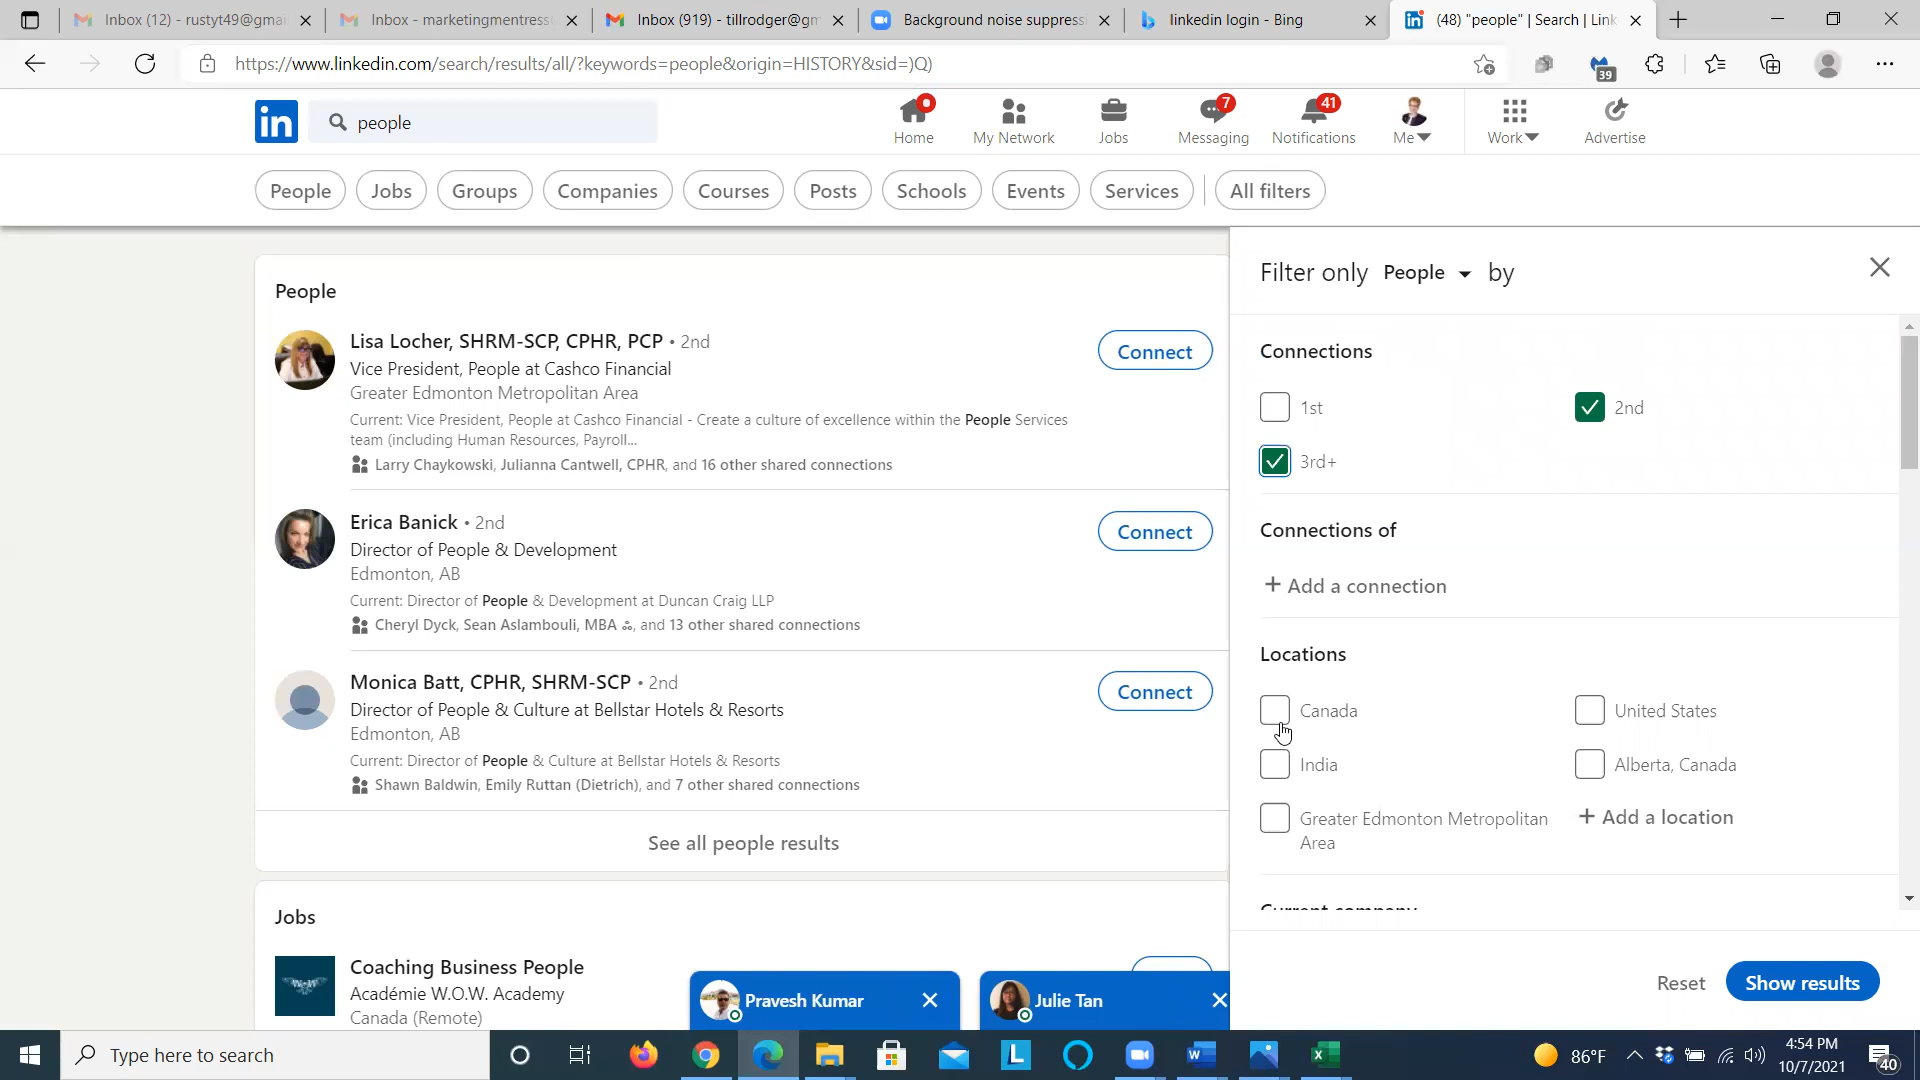 Inbox (12) - rustyt49@gmai
Inbox - marketingmentress
Inbox (919) - tillrodger@gm
Background noise suppress
linkedin login - Bing
(48) "people" | Search | Link
https://www.linkedin.com/search/results/all/?keywords=people&origin=HISTORY&sid=)Q)
39
in
people
Home
My Network
Jobs
7
Messaging
41
Notifications
Me
Work
Advertise
People
Jobs
Groups
Companies
Courses
Posts
Schools
Events
Services
All filters
People
Lisa Locher, SHRM-SCP, CPHR, PCP • 2nd
Vice President, People at Cashco Financial
Greater Edmonton Metropolitan Area
Current: Vice President, People at Cashco Financial - Create a culture of excellence within the People Services
team (including Human Resources, Payroll...
Larry Chaykowski, Julianna Cantwell, CPHR, and 16 other shared connections
Connect
Erica Banick • 2nd
Director of People & Development
Edmonton, AB
Current: Director of People & Development at Duncan Craig LLP
Cheryl Dyck, Sean Aslambouli, MBA, and 13 other shared connections
Connect
Monica Batt, CPHR, SHRM-SCP • 2nd
Director of People & Culture at Bellstar Hotels & Resorts
Edmonton, AB
Current: Director of People & Culture at Bellstar Hotels & Resorts
Shawn Baldwin, Emily Ruttan (Dietrich), and 7 other shared connections
Connect
See all people results
Jobs
Coaching Business People
Académie W.O.W. Academy
Canada (Remote)
Pravesh Kumar
Julie Tan
Filter only People by
Connections
1st
2nd
3rd+
Connections of
+ Add a connection
Locations
Canada
United States
India
Alberta, Canada
Greater Edmonton Metropolitan
Area
+ Add a location
Current company
Reset
Show results
Type here to search
86°F
4:54 PM
10/7/2021
40